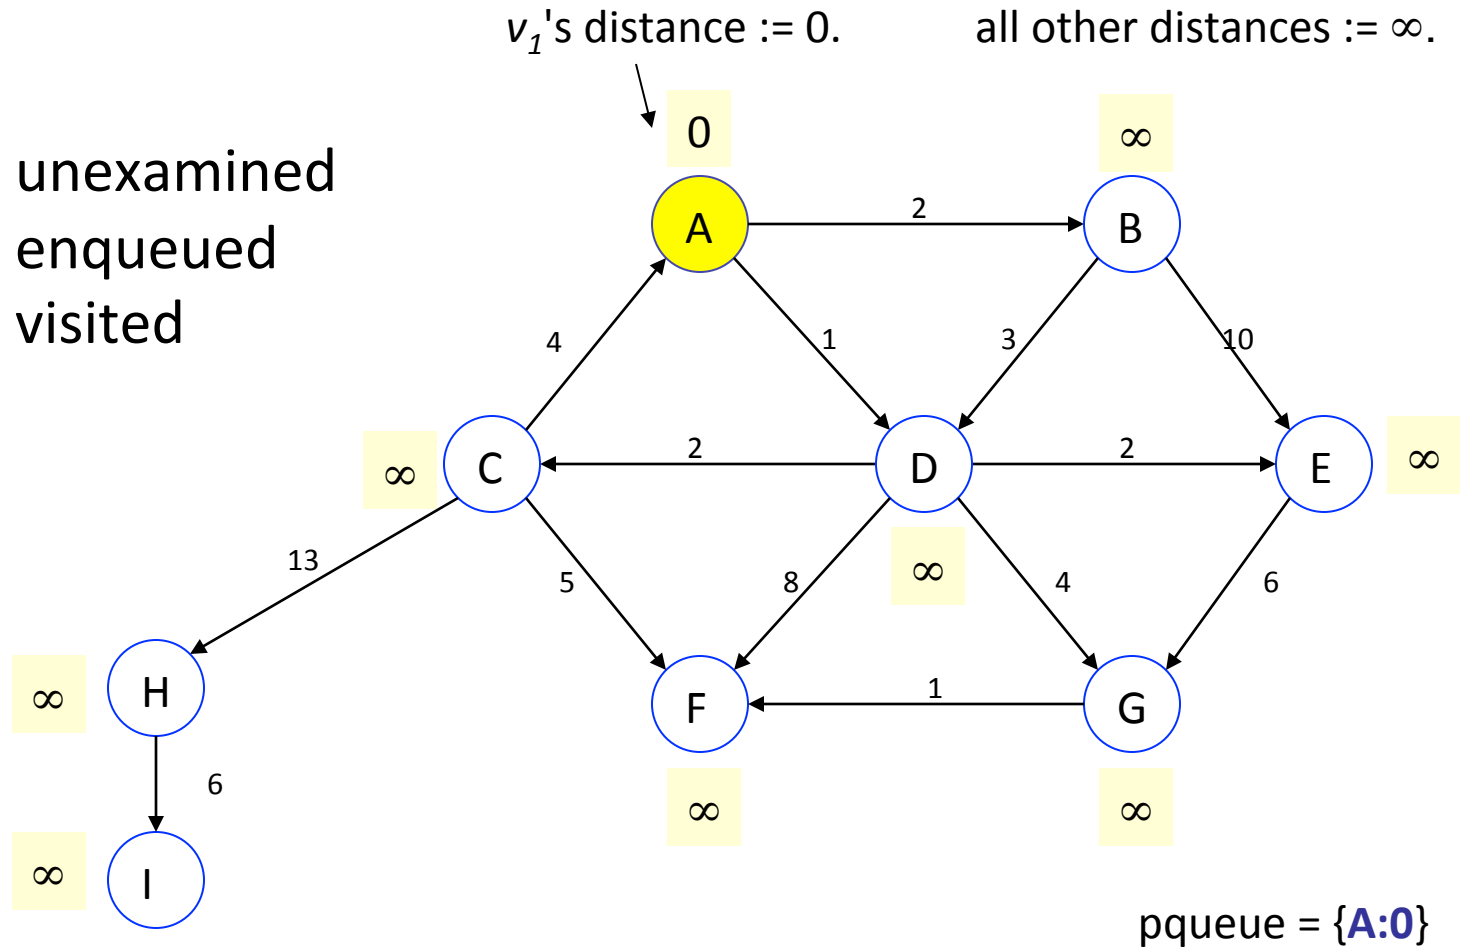 v1's distance := 0.
all other distances := ∞.
0
∞
unexamined
enqueued
visited
A
2
B
4
1
3
10
∞
C
2
D
2
E
∞
13
5
8
∞
4
6
∞
H
F
1
G
6
∞
∞
∞
I
pqueue = {A:0}